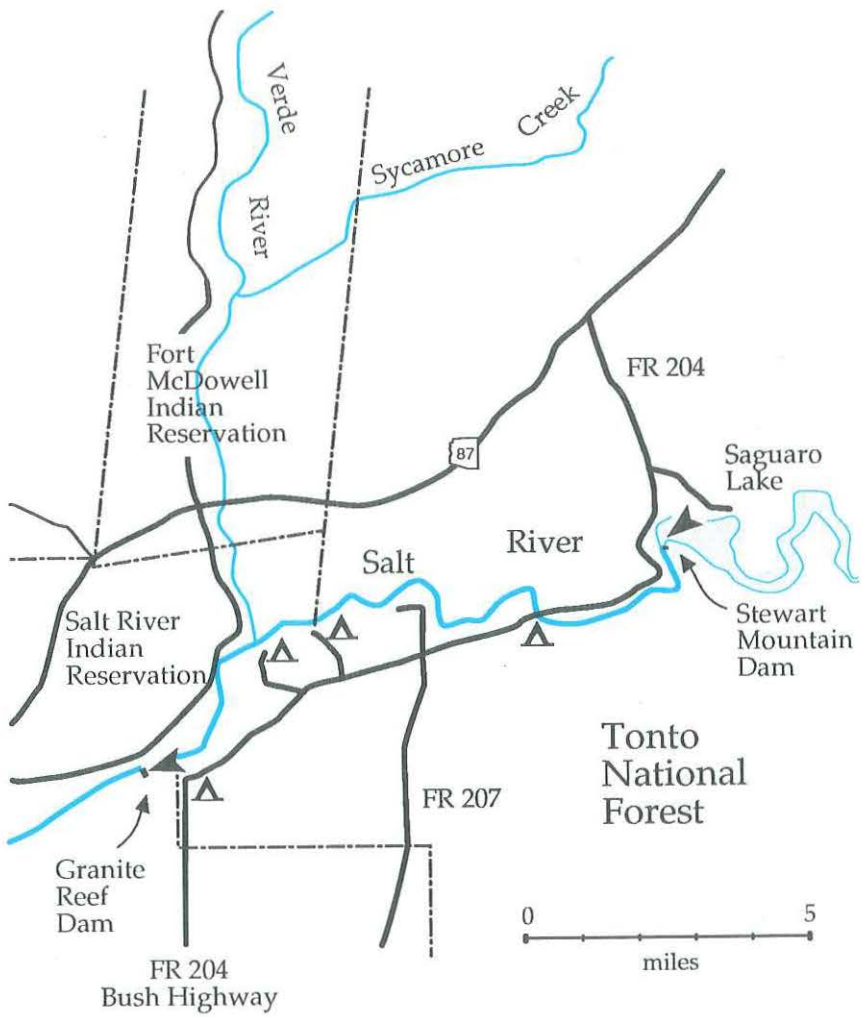 Verde
River
Sycamore Creek
Fort
McDowell
Indian
Reservation
FR 204
87
Saguaro
Lake
Salt River
Stewart
Mountain
Dam
Salt River
Indian
Reservation
Tonto
National
Forest
FR 207
Granite
Reef
Dam
0 5
miles
FR 204
Bush Highway